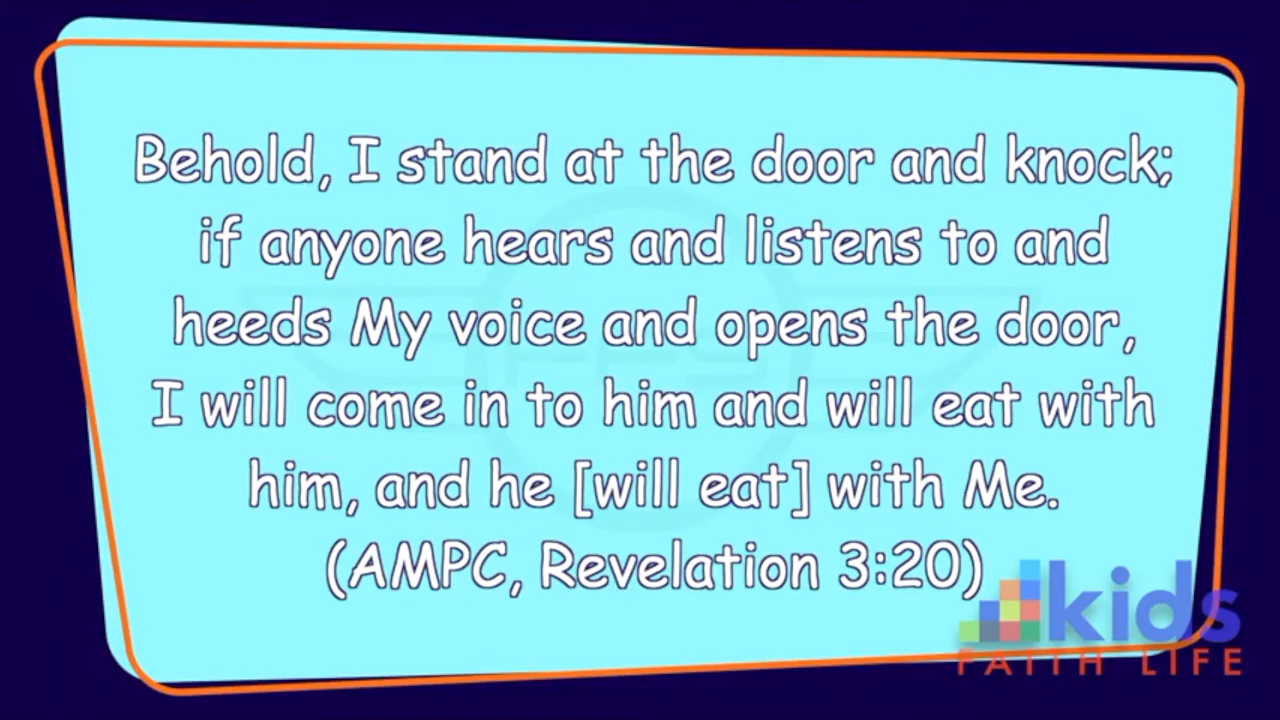 Behold, I stand at the door and knock;
if anyone hears and listens to and
heeds My voice and opens the door,
I will come in to him and will eat with
him, and he [will eat] with Me.
(AMPC, Revelation 3:20)
kids
FAITH LIFE